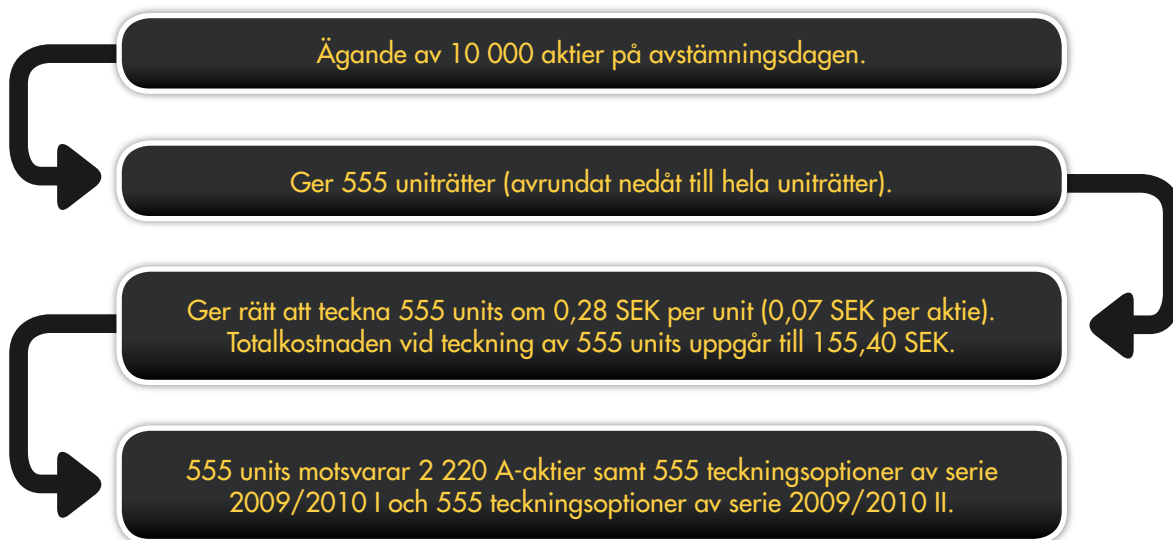 Ägande av 10 000 aktier på avstämningsdagen.
Ger 555 uniträtter (avrundat nedåt till hela uniträtter).
Ger rätt att teckna 555 units om 0,28 SEK per unit (0,07 SEK per aktie).
Totalkostnaden vid teckning av 555 units uppgår till 155,40 SEK.
555 units motsvarar 2 220 A-aktier samt 555 teckningsoptioner av serie
2009/2010 I och 555 teckningsoptioner av serie 2009/2010 II.